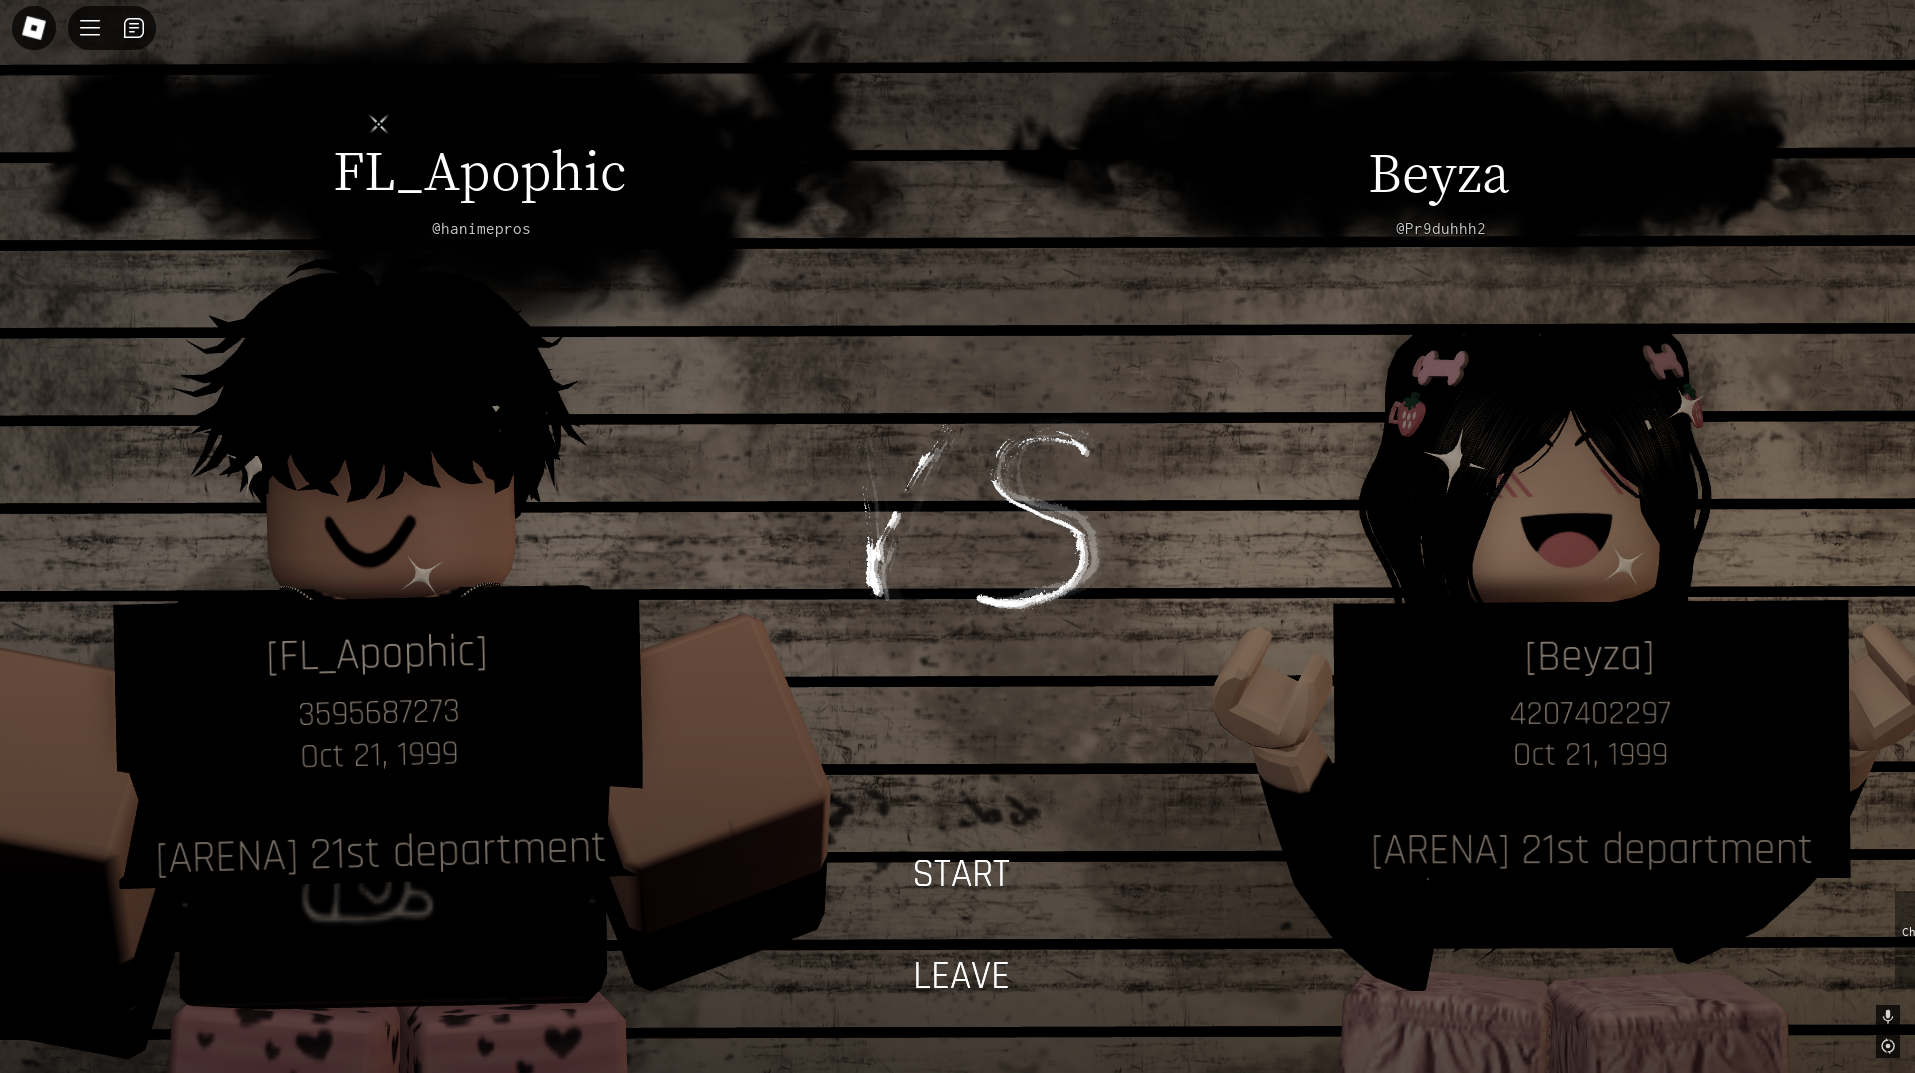 FL_Apophic
@hanimepros
Beyza
@Pr9duhhh2
VS
[FL_Apophic]
3595687273
Oct 21, 1999
[ARENA] 21st department
[Beyza]
4207402297
Oct 21, 1999
[ARENA] 21st department
START
LEAVE
Ch